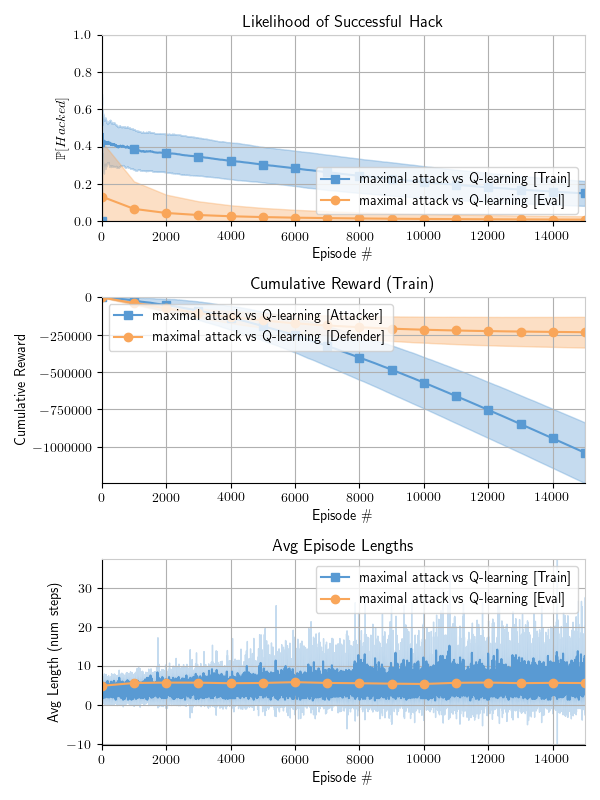 Likelihood of Successful Hack
1.0
0.8
0.6
0.4
0.2
0.0
ℙ[Hacked]
maximal attack vs Q-learning [Train]
maximal attack vs Q-learning [Eval]
0 2000 4000 6000 8000 10000 12000 14000
Episode #
Cumulative Reward (Train)
0
−250000
−500000
−750000
−1000000
Cumulative Reward
maximal attack vs Q-learning [Attacker]
maximal attack vs Q-learning [Defender]
0 2000 4000 6000 8000 10000 12000 14000
Episode #
Avg Episode Lengths
30
20
10
0
−10
Avg Length (num steps)
maximal attack vs Q-learning [Train]
maximal attack vs Q-learning [Eval]
0 2000 4000 6000 8000 10000 12000 14000
Episode #